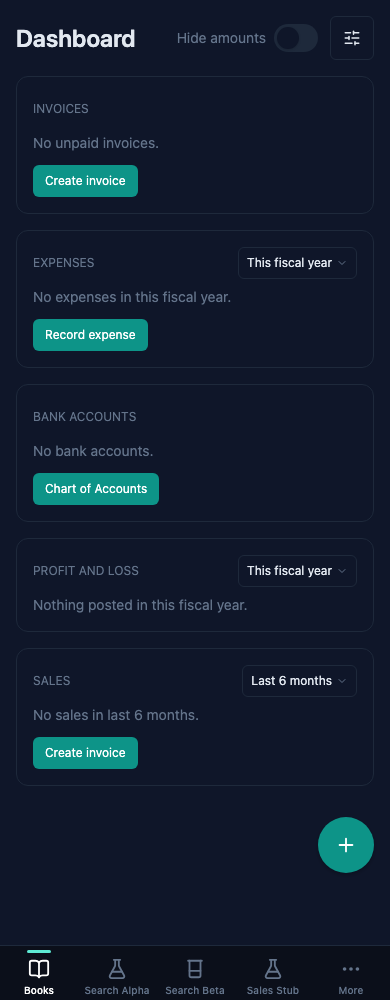 Dashboard
Hide amounts
INVOICES
No unpaid invoices.
Create invoice
EXPENSES
This fiscal year
No expenses in this fiscal year.
Record expense
BANK ACCOUNTS
No bank accounts.
Chart of Accounts
PROFIT AND LOSS
This fiscal year
Nothing posted in this fiscal year.
SALES
Last 6 months
No sales in last 6 months.
Create invoice
Books
Search Alpha
Search Beta
Sales Stub
More